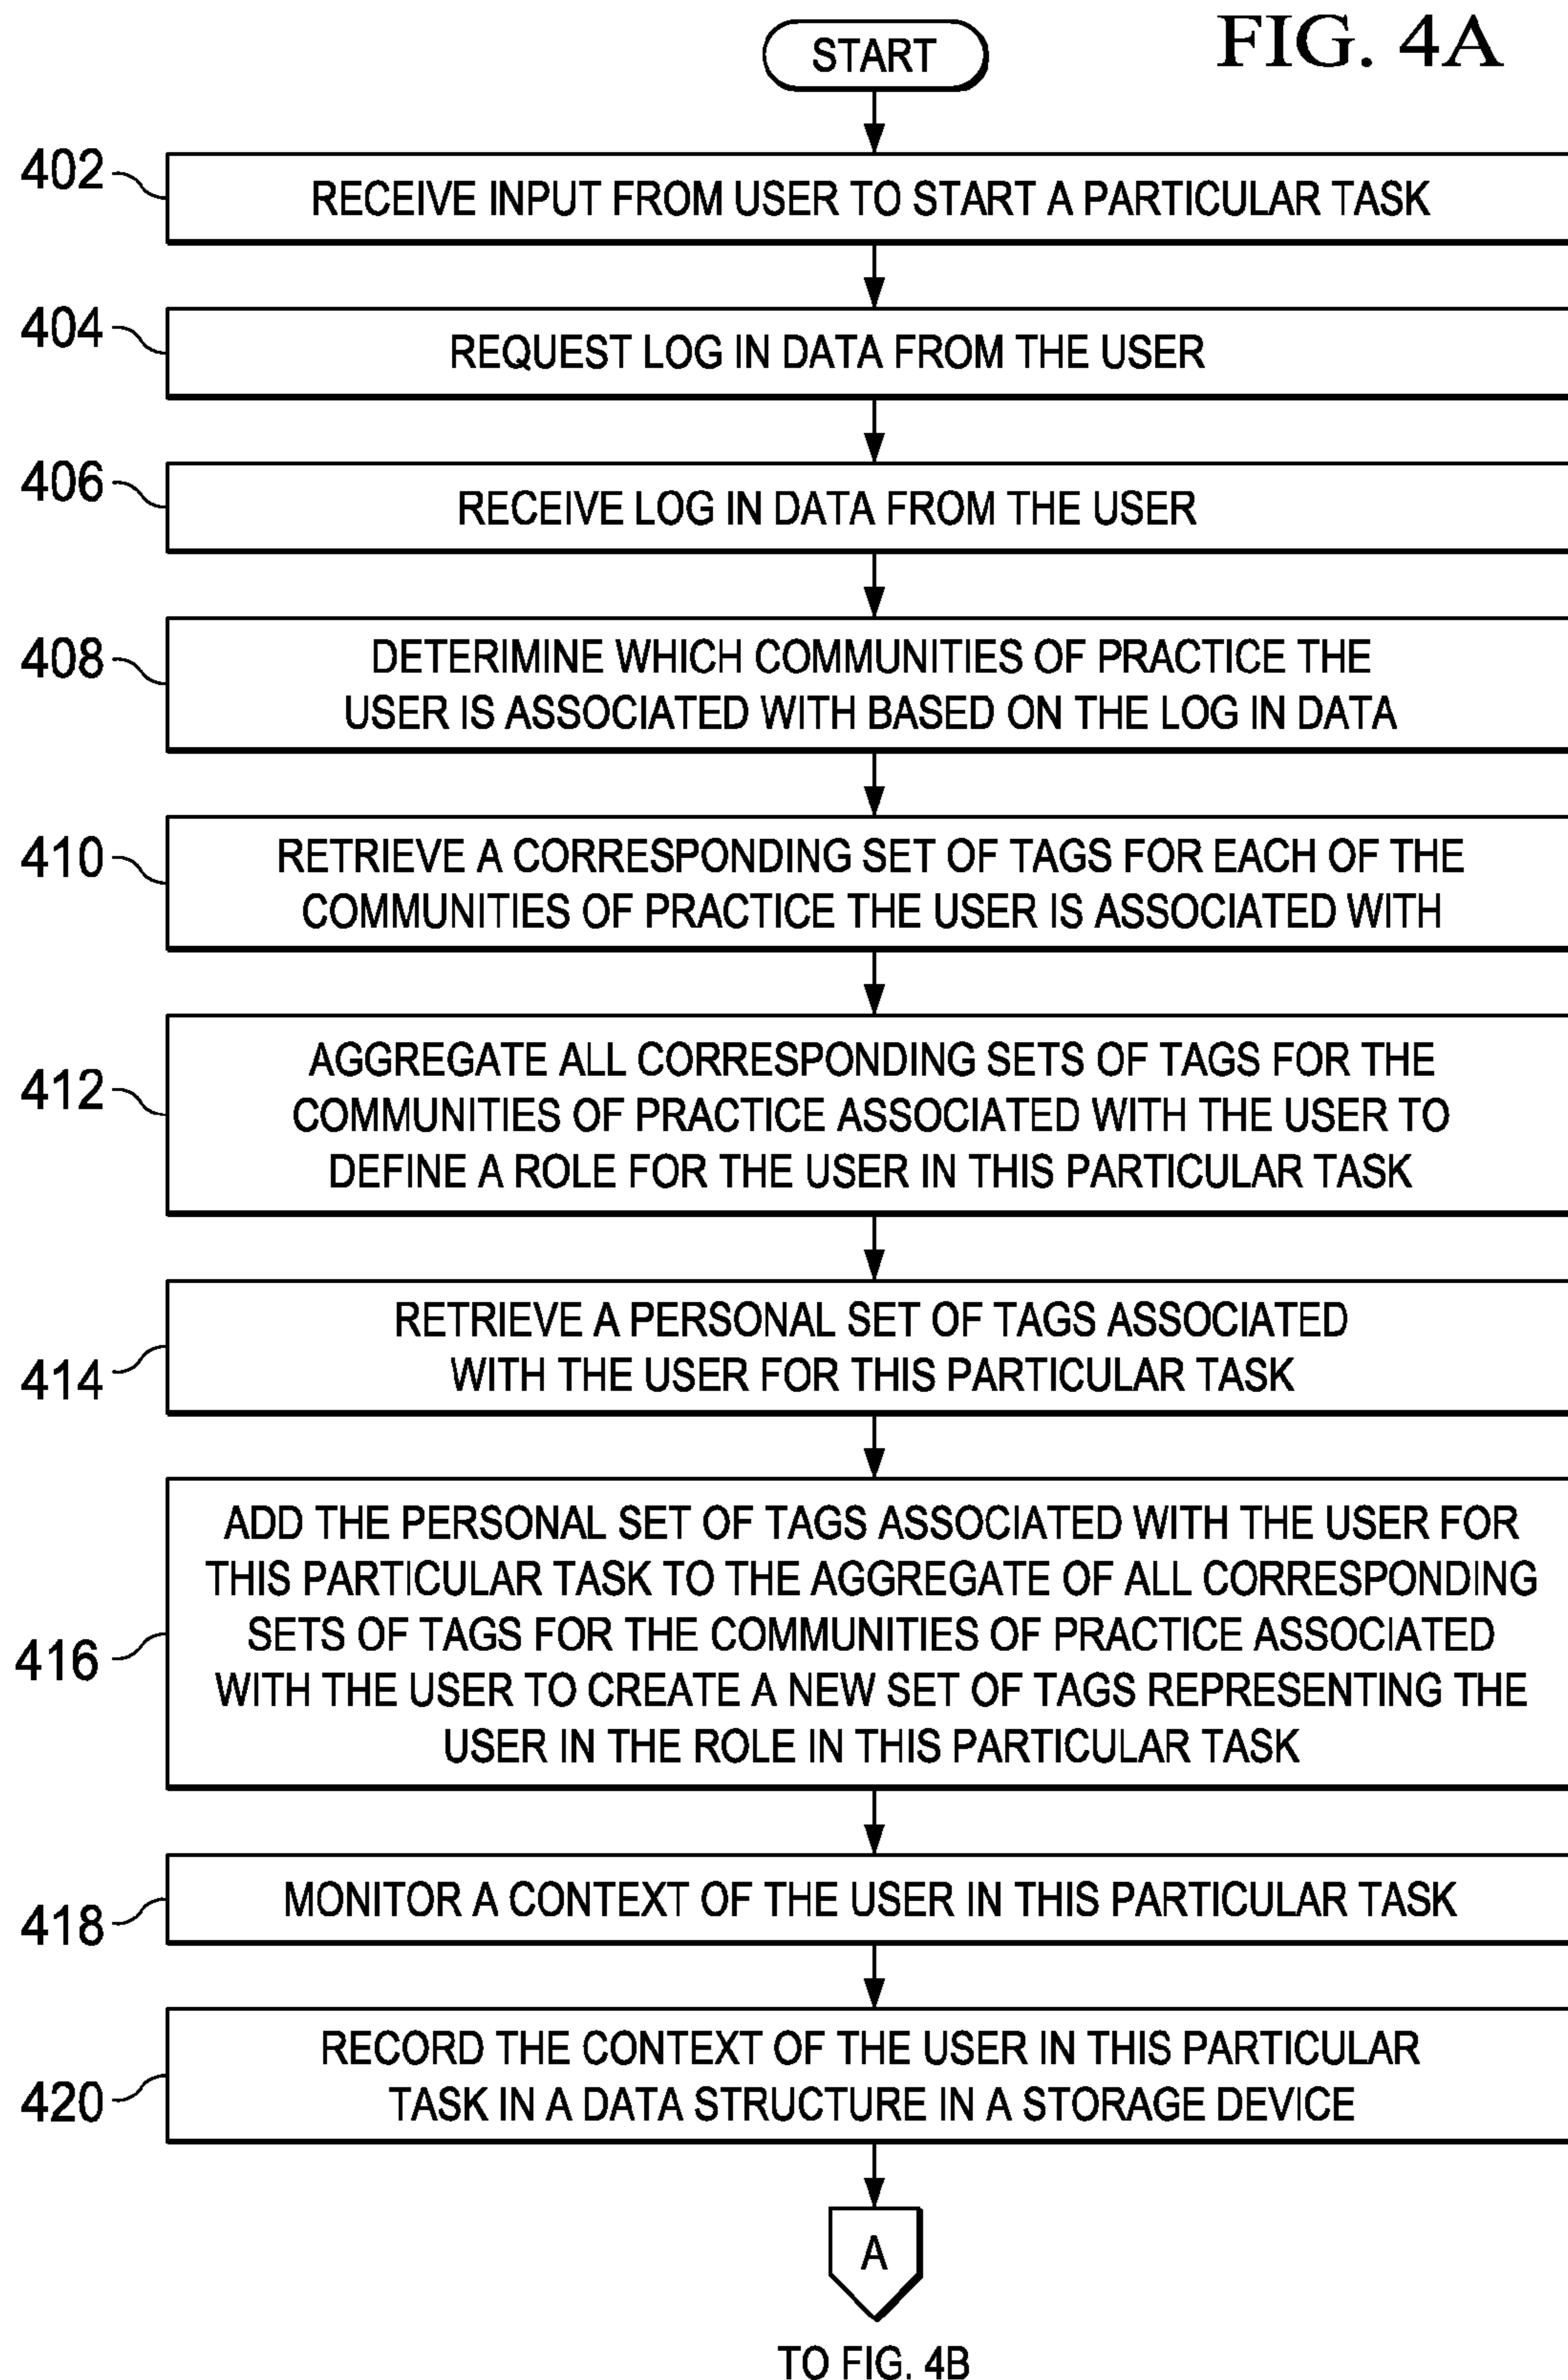 FIG. 4A
START
402
RECEIVE INPUT FROM USER TO START A PARTICULAR TASK
404
REQUEST LOG IN DATA FROM THE USER
406
RECEIVE LOG IN DATA FROM THE USER
408
DETERIMINE WHICH COMMUNITIES OF PRACTICE THE
USER IS ASSOCIATED WITH BASED ON THE LOG IN DATA
410
RETRIEVE A CORRESPONDING SET OF TAGS FOR EACH OF THE
COMMUNITIES OF PRACTICE THE USER IS ASSOCIATED WITH
412
AGGREGATE ALL CORRESPONDING SETS OF TAGS FOR THE
COMMUNITIES OF PRACTICE ASSOCIATED WITH THE USER TO
DEFINE A ROLE FOR THE USER IN THIS PARTICULAR TASK
414
RETRIEVE A PERSONAL SET OF TAGS ASSOCIATED
WITH THE USER FOR THIS PARTICULAR TASK
416
ADD THE PERSONAL SET OF TAGS ASSOCIATED WITH THE USER FOR
THIS PARTICULAR TASK TO THE AGGREGATE OF ALL CORRESPONDING
SETS OF TAGS FOR THE COMMUNITIES OF PRACTICE ASSOCIATED
WITH THE USER TO CREATE A NEW SET OF TAGS REPRESENTING THE
USER IN THE ROLE IN THIS PARTICULAR TASK
418
MONITOR A CONTEXT OF THE USER IN THIS PARTICULAR TASK
420
RECORD THE CONTEXT OF THE USER IN THIS PARTICULAR
TASK IN A DATA STRUCTURE IN A STORAGE DEVICE
A
TO FIG. 4B